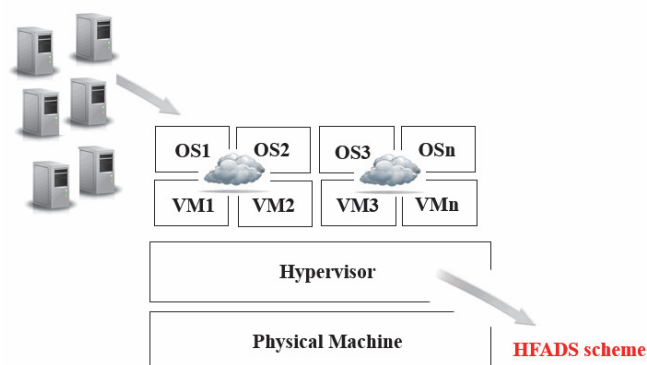 OS1 OS2 OS3 OSn
VM1 VM2 VM3 VMn
Hypervisor
Physical Machine
HFADS scheme